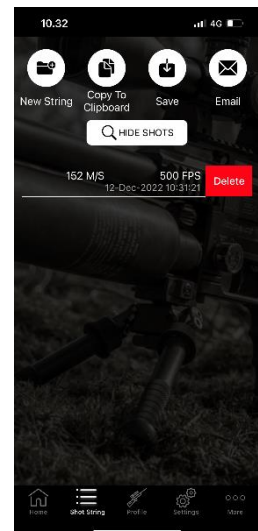 10.32
4G
New String
Copy To
Clipboard
Save
Email
HIDE SHOTS
152 M/S
500 FPS
12-Dec-2022 10:31:21
Delete
Home
Shot String
Profile
Settings
More